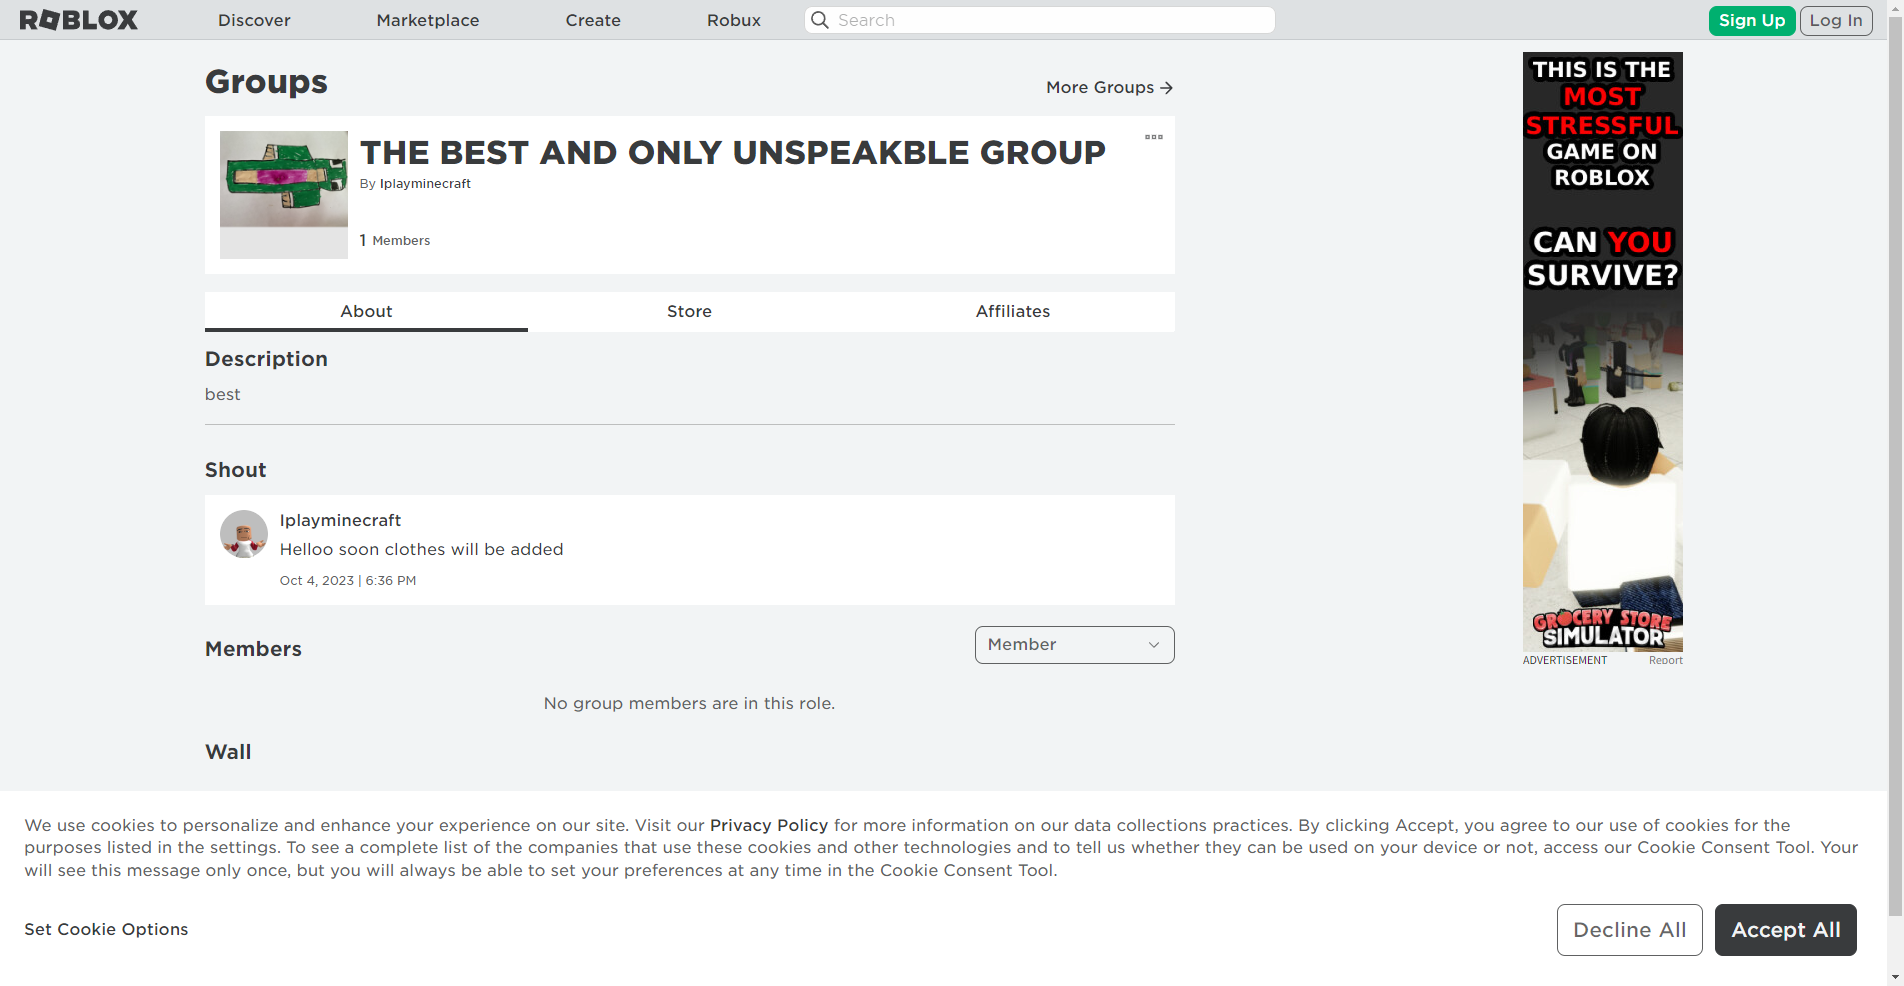 ROBLOX
Discover
Marketplace
Create
Robux
Search
Sign Up
Log In
Groups
More Groups →
THE BEST AND ONLY UNSPEAKBLE GROUP
By Iplayminecraft
1 Members
About
Store
Affiliates
Description
best
Shout
Iplayminecraft
Helloo soon clothes will be added
Oct 4, 2023 | 6:36 PM
Members
Member
No group members are in this role.
Wall
THIS IS THE
MOST
STRESSFUL
GAME ON
ROBLOX
CAN YOU
SURVIVE?
GROCERY STORE
SIMULATOR
ADVERTISEMENT
Report
We use cookies to personalize and enhance your experience on our site. Visit our Privacy Policy for more information on our data collections practices. By clicking Accept, you agree to our use of cookies for the
purposes listed in the settings. To see a complete list of the companies that use these cookies and other technologies and to tell us whether they can be used on your device or not, access our Cookie Consent Tool. Your
will see this message only once, but you will always be able to set your preferences at any time in the Cookie Consent Tool.
Set Cookie Options
Decline All
Accept All